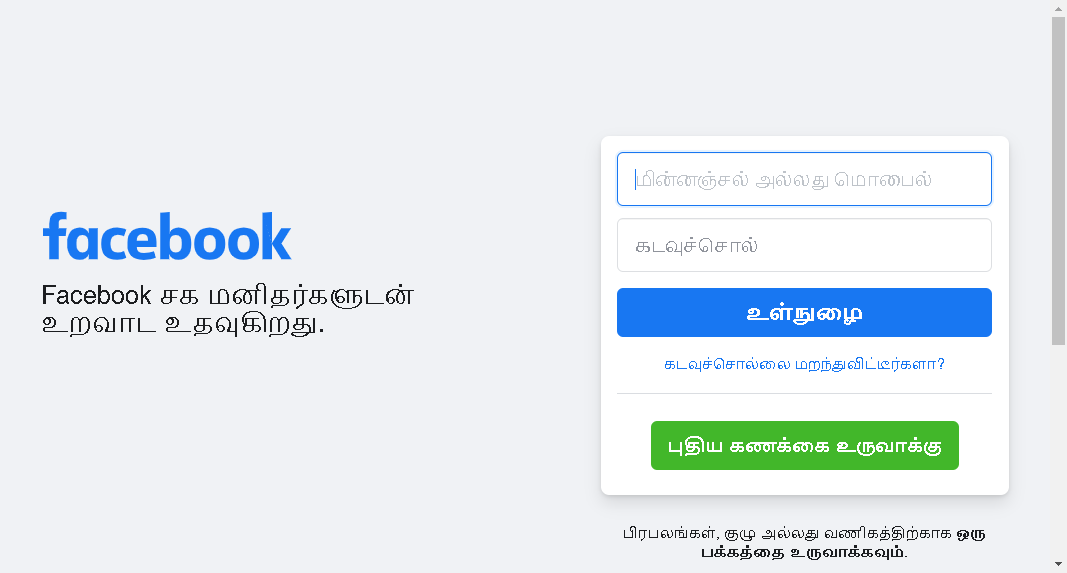 facebook
Facebook சக மனிதர்களுடன்
உறவாட உதவுகிறது.
மின்னஞ்சல் அல்லது மொபைல்
கடவுச்சொல்
உள்நுழை
கடவுச்சொல்லை மறந்துவிட்டீர்களா?
புதிய கணக்கை உருவாக்கு
பிரபலங்கள், குழு அல்லது வணிகத்திற்காக ஒரு
பக்கத்தை உருவாக்கவும்.